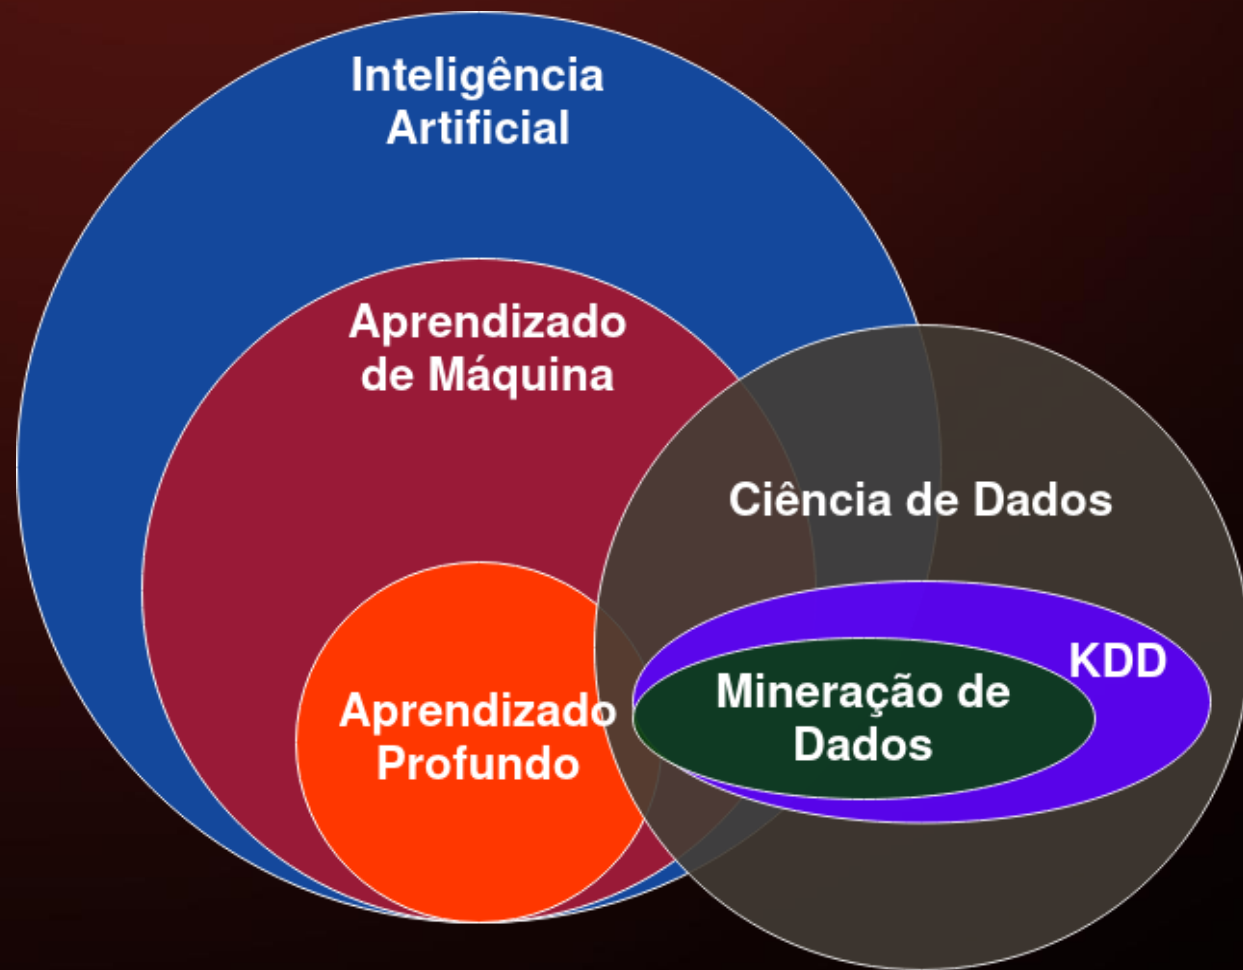 Inteligência
Artificial
Aprendizado
de Máquina
Ciência de Dados
KDD
Mineração de
Dados
Aprendizado
Profundo